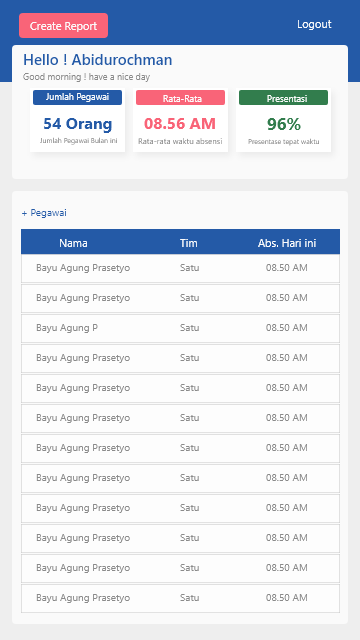 Create Report
Logout
Hello ! Abidurochman
Good morning ! have a nice day
Jumlah Pegawai Rata-Rata Presentasi
54 Orang 08.56 AM 96%
Jumlah Pegawai Bulan ini Rata-rata waktu absensi Presentase tepat waktu
+ Pegawai
Nama Tim Abs. Hari ini
Bayu Agung Prasetyo Satu 08.50 AM
Bayu Agung Prasetyo Satu 08.50 AM
Bayu Agung P Satu 08.50 AM
Bayu Agung Prasetyo Satu 08.50 AM
Bayu Agung Prasetyo Satu 08.50 AM
Bayu Agung Prasetyo Satu 08.50 AM
Bayu Agung Prasetyo Satu 08.50 AM
Bayu Agung Prasetyo Satu 08.50 AM
Bayu Agung Prasetyo Satu 08.50 AM
Bayu Agung Prasetyo Satu 08.50 AM
Bayu Agung Prasetyo Satu 08.50 AM
Bayu Agung Prasetyo Satu 08.50 AM